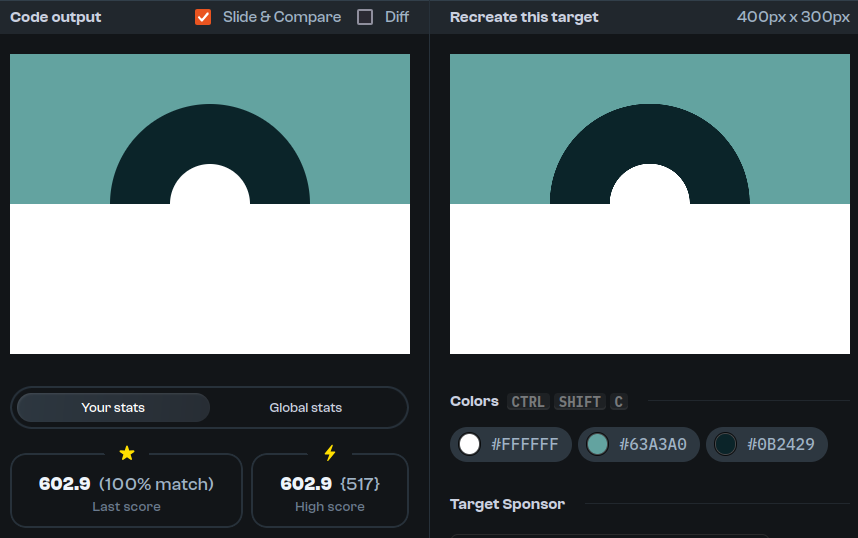 Code output
Slide & Compare
Diff
Recreate this target
400px x 300px
Your stats
Global stats
602.9 (100% match)
Last score
602.9 {517}
High score
Colors CTRL SHIFT C
#FFFFFF
#63A3A0
#0B2429
Target Sponsor